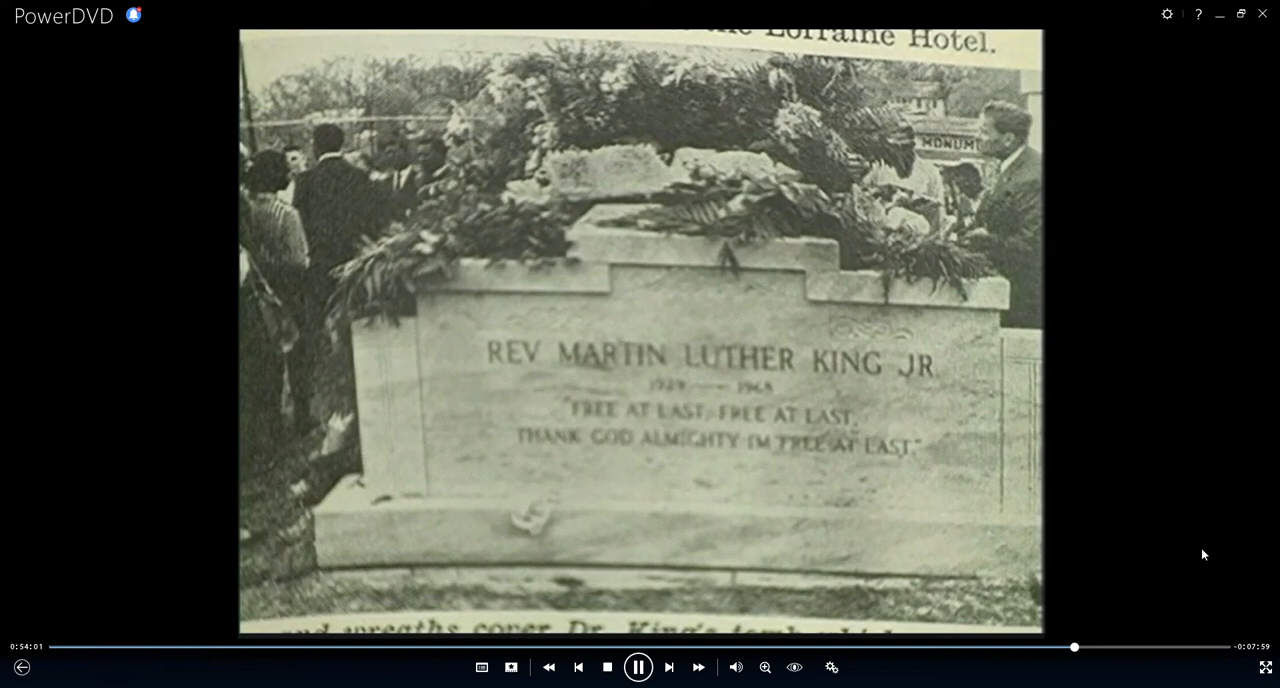 PowerDVD
the Lorraine Hotel.
MONUM
REV MARTIN LUTHER KING JR
1929 — 1968
"FREE AT LAST, FREE AT LAST,
THANK GOD ALMIGHTY I'M FREE AT LAST."
and wreaths cover Dr. King's tomb
0:54:01
-0:07:59